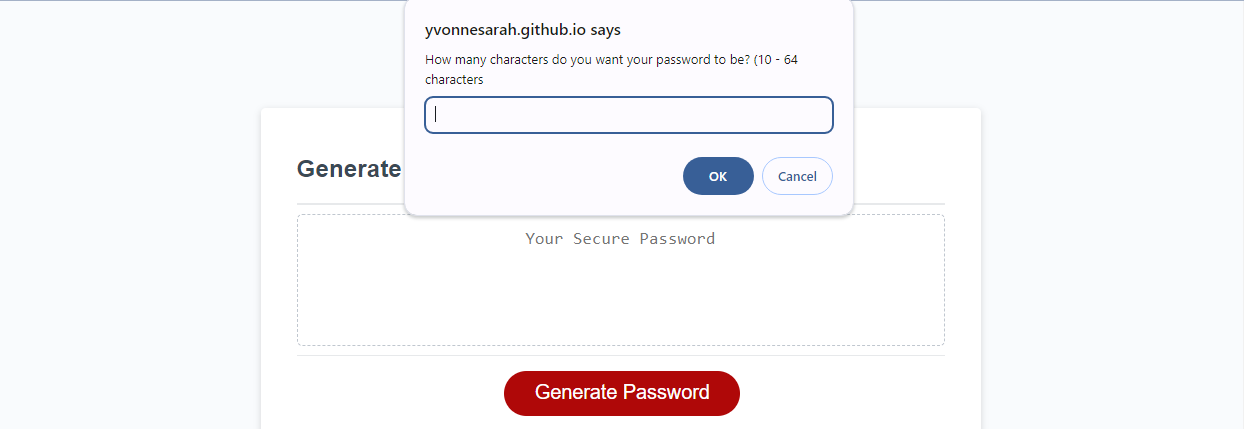 yvonnesarah.github.io says
How many characters do you want your password to be? (10 - 64
characters
OK
Cancel
Generate
Your Secure Password
Generate Password